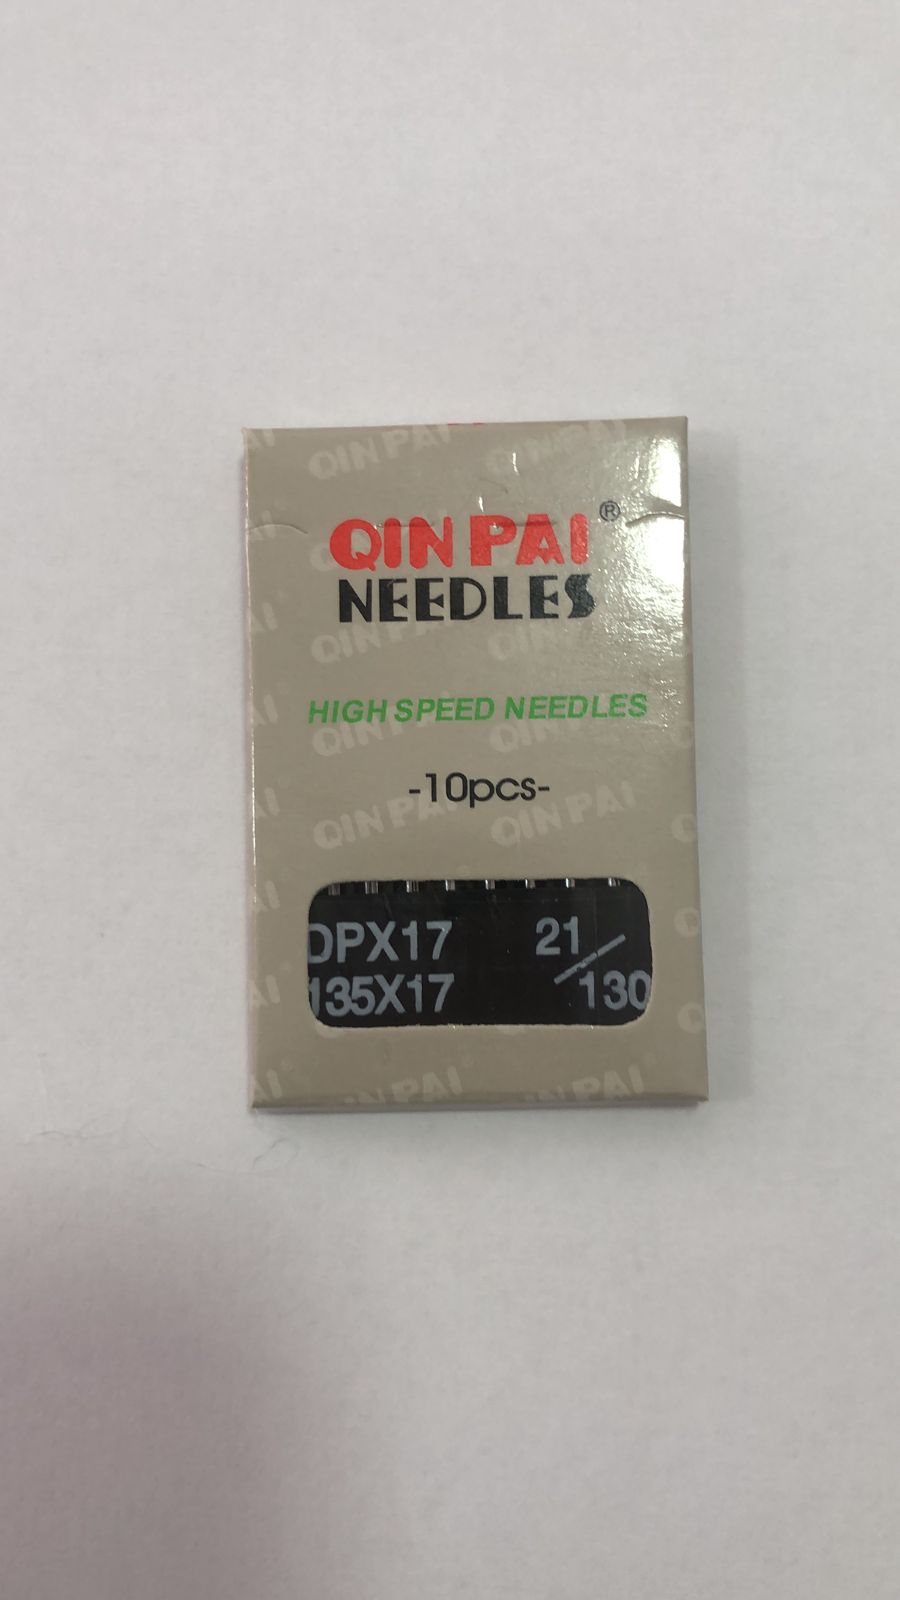 QIN PAI®
NEEDLES
HIGH SPEED NEEDLES
-10pcs-
DPX17 21/130
135X17